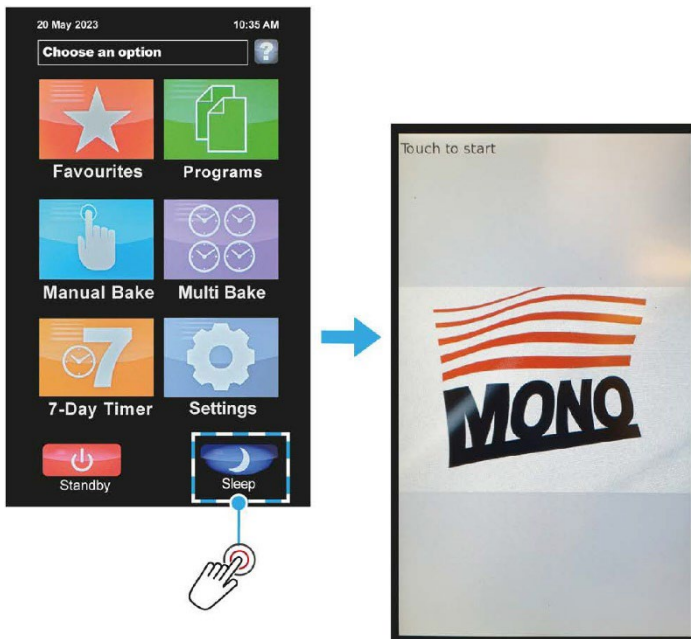 20 May 2023 10:35 AM
Choose an option ?
Favourites Programs
Manual Bake Multi Bake
7 
7-Day Timer Settings
Standby Sleep
Touch to start
MONO